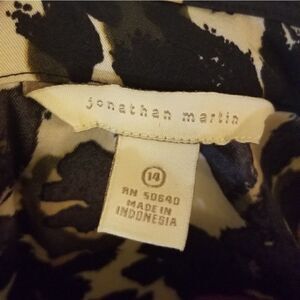 jonathan martin
14
RN 50640
MADE IN
INDONESIA